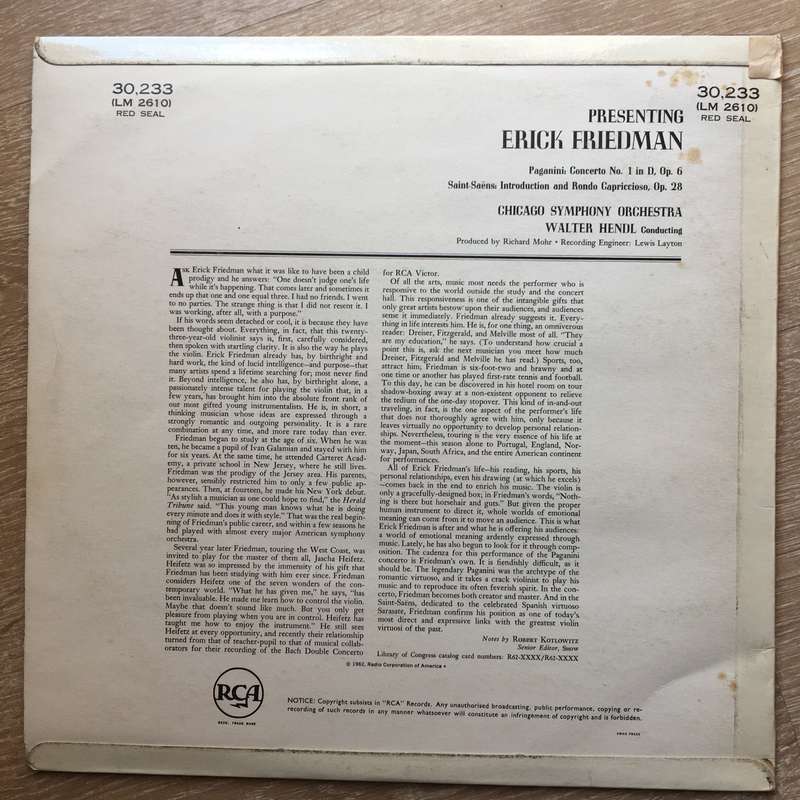 30,233
(LM 2610)
RED SEAL
30,233
(LM 2610)
RED SEAL
PRESENTING
ERICK FRIEDMAN
Paganini: Concerto No. 1 in D, Op. 6
Saint-Saëns: Introduction and Rondo Capriccioso, Op. 28
CHICAGO SYMPHONY ORCHESTRA
WALTER HENDL Conducting
Produced by Richard Mohr • Recording Engineer: Lewis Layton
ASK Erick Friedman what it was like to have been a child
prodigy and he answers: “One doesn't judge one's life
while it's happening. That comes later and sometimes it
ends up that one and one equal three. I had no friends. I went
to no parties. The strange thing is that I did not resent it. I
was working, after all, with a purpose.”
If his words seem detached or cool, it is because they have
been thought about. Everything, in fact, that this twenty-
three-year-old violinist says is, first, carefully considered,
then spoken with startling clarity. It is also the way he plays
the violin. Erick Friedman already has, by birthright and
hard work, the kind of lucid intelligence—and purpose—that
many artists spend a lifetime searching for; most never find
it. Beyond intelligence, he also has, by birthright alone, a
passionately intense talent for playing the violin that, in a
few years, has brought him into the absolute front rank of
our most gifted young instrumentalists. He is, in short, a
thinking musician whose ideas are expressed through a
strongly romantic and outgoing personality. It is a rare
combination at any time, and more rare today than ever.
Friedman began to study at the age of six. When he was
ten, he became a pupil of Ivan Galamian and stayed with him
for six years. At the same time, he attended Carteret Acad-
emy, a private school in New Jersey, where he still lives.
Friedman was the prodigy of the Jersey area. His parents,
however, sensibly restricted him to only a few public ap-
pearances. Then, at fourteen, he made his New York debut.
“As stylish a musician as one could hope to find,” the Herald
Tribune said. “This young man knows what he is doing
every minute and does it with style.” That was the real begin-
ning of Friedman's public career, and within a few seasons he
had played with almost every major American symphony
orchestra.
Several year later Friedman, touring the West Coast, was
invited to play for the master of them all, Jascha Heifetz.
Heifetz was so impressed by the immensity of his gift that
Friedman has been studying with him ever since. Friedman
considers Heifetz one of the seven wonders of the con-
temporary world. “What he has given me,” he says, “has
been invaluable. He made me learn how to control the violin.
Maybe that doesn't sound like much. But you only get
pleasure from playing when you are in control. Heifetz has
taught me how to enjoy the instrument.” He still sees
Heifetz at every opportunity, and recently their relationship
turned from that of teacher-pupil to that of musical collab-
orators for their recording of the Bach Double Concerto
for RCA Victor.
Of all the arts, music most needs the performer who is
responsive to the world outside the study and the concert
hall. This responsiveness is one of the intangible gifts that
only great artists bestow upon their audiences, and audiences
sense it immediately. Friedman already suggests it. Every-
thing in life interests him. He is, for one thing, an omnivorous
reader: Dreiser, Fitzgerald, and Melville most of all. “They
are my education,” he says. (To understand how crucial a
point this is, ask the next musician you meet how much
Dreiser, Fitzgerald and Melville he has read.) Sports, too,
attract him; Friedman is six-foot-two and brawny and at
one time or another has played first-rate tennis and football.
To this day, he can be discovered in his hotel room on tour
shadow-boxing away at a non-existent opponent to relieve
the tedium of the one-day stopover. This kind of in-and-out
traveling, in fact, is the one aspect of the performer's life
that does not thoroughly agree with him, only because it
leaves virtually no opportunity to develop personal relation-
ships. Nevertheless, touring is the very essence of his life at
the moment—this season alone to Portugal, England, Nor-
way, Japan, South Africa, and the entire American continent
for performances.
All of Erick Friedman's life—his reading, his sports, his
personal relationships, even his drawing (at which he excels)
—comes back in the end to enrich his music. The violin is
only a gracefully-designed box; in Friedman's words, “Noth-
ing is there but horsehair and guts.” But given the proper
human instrument to direct it, whole worlds of emotional
meaning can come from it to move an audience. This is what
Erick Friedman is after and what he is offering his audiences:
a world of emotional meaning ardently expressed through
music. Lately, he has also begun to look for it through comp-
osition. The cadenza for this performance of the Paganini
concerto is Friedman's own. It is fiendishly difficult, as it
should be. The legendary Paganini was the archetype of the
romantic virtuoso, and it takes a crack violinist to play his
music and to reproduce its often feverish spirit. In the con-
certo, Friedman becomes both creator and master. And in the
Saint-Saëns, dedicated to the celebrated Spanish virtuoso
Sarasate, Friedman confirms his position as one of today's
most direct and expressive links with the greatest violin
virtuosi of the past.
Notes by ROBERT KOTLOWITZ
Senior Editor, Show
Library of Congress catalog card numbers: R62-XXXX/R61-XXXX
© 1962, Radio Corporation of America •
RCA
NOTICE: Copyright subsists in "RCA" Records. Any unauthorised broadcasting, public performance, copying or re-
recording of such records in any manner whatsoever will constitute an infringement of copyright and is forbidden.